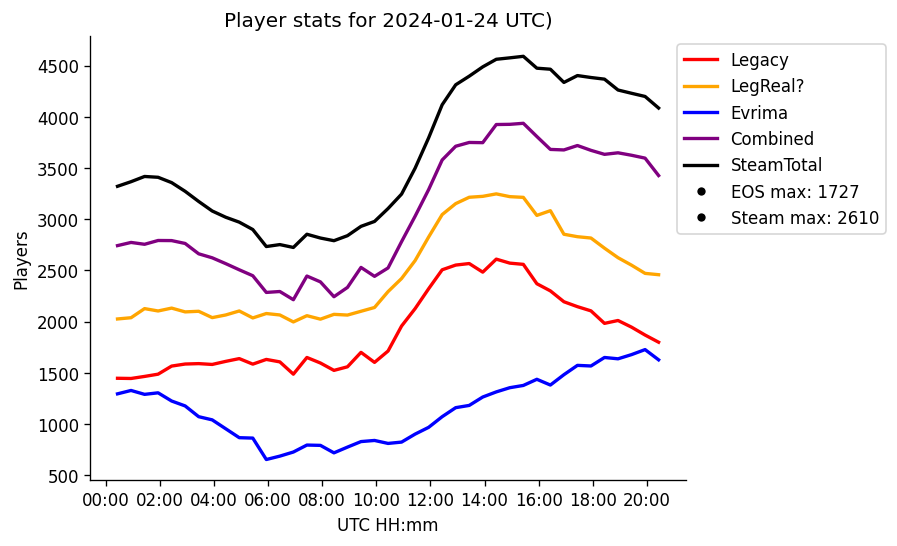 Player stats for 2024-01-24 UTC)
4500
4000
3500
3000
2500
2000
1500
1000
500
Players
00:00 02:00 04:00 06:00 08:00 10:00 12:00 14:00 16:00 18:00 20:00
UTC HH:mm
Legacy
LegReal?
Evrima
Combined
SteamTotal
EOS max: 1727
Steam max: 2610